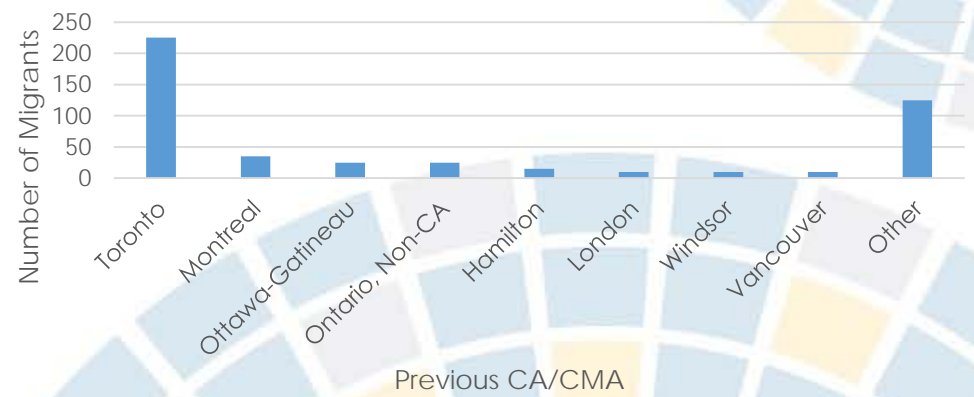 Number of Migrants
250
200
150
100
50
0
Toronto
Montreal
Ottawa-Gatineau
Ontario, Non-CA
Hamilton
London
Windsor
Vancouver
Other
Previous CA/CMA